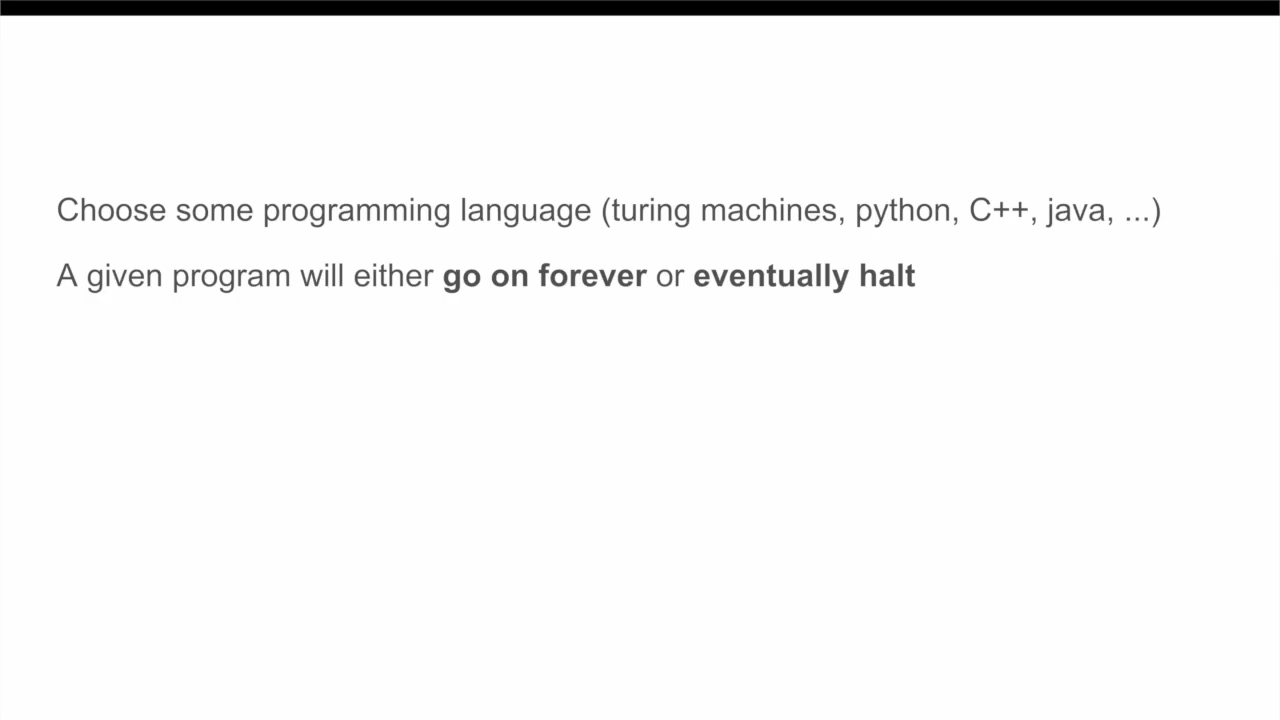 Choose some programming language (turing machines, python, C++, java, ...)
A given program will either go on forever or eventually halt